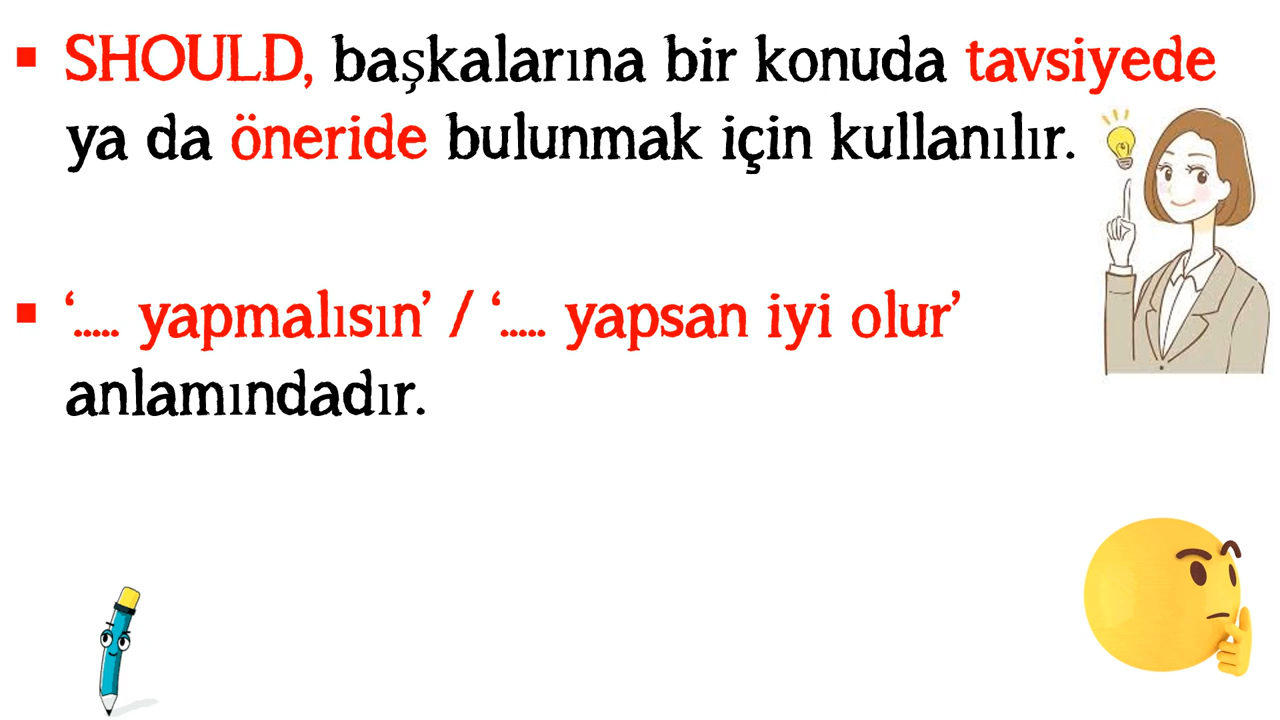 ▪ SHOULD, başkalarına bir konuda tavsiyede
ya da öneride bulunmak için kullanılır.
▪ ‘..... yapmalısın’ / ‘..... yapsan iyi olur’
anlamındadır.